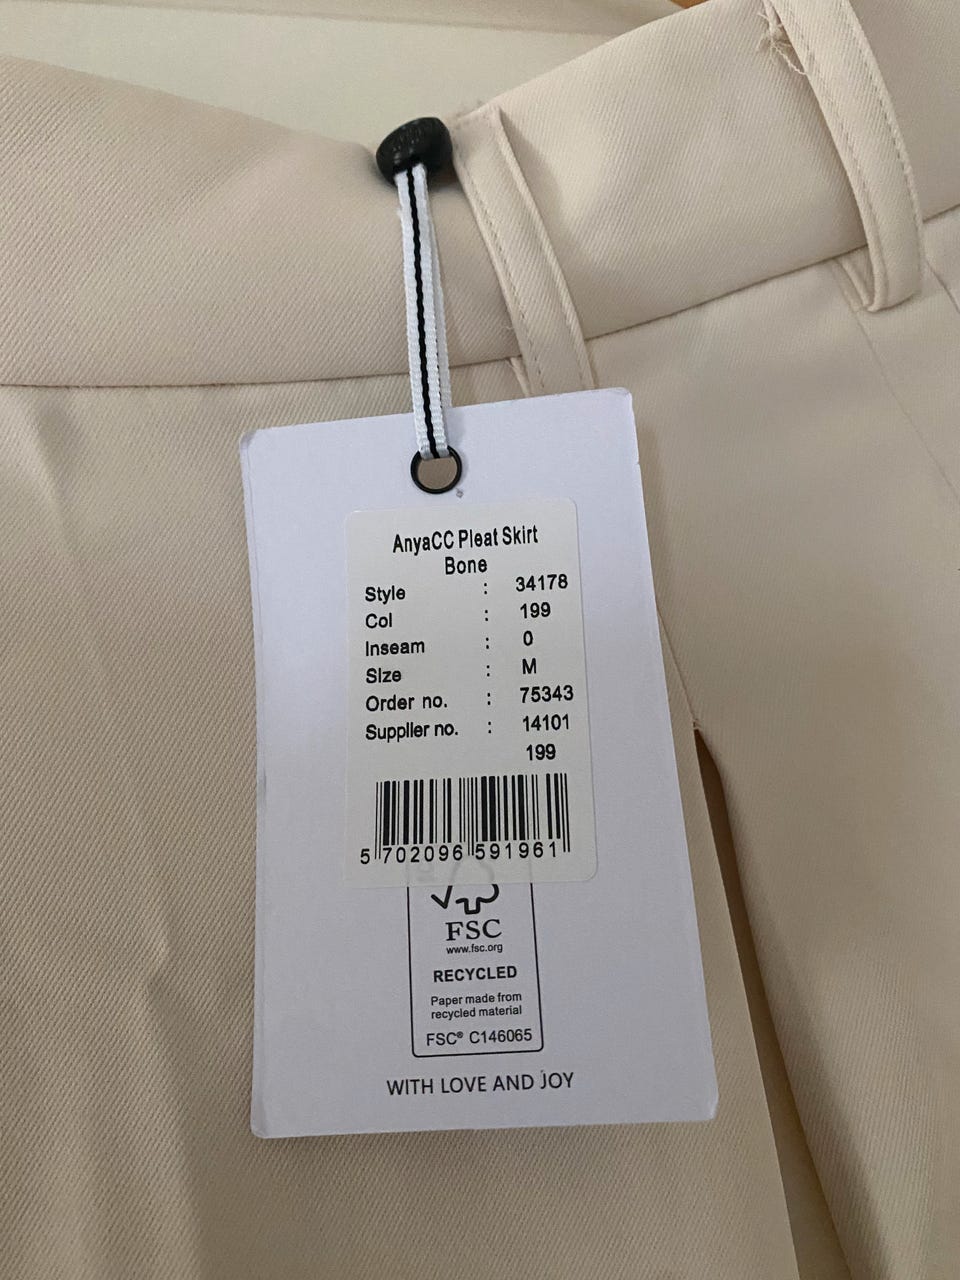 AnyaCC Pleat Skirt
Bone
Style : 34178
Col : 199
Inseam : 0
Size : M
Order no. : 75343
Supplier no. : 14101
199
5 702096 591961
FSC
www.fsc.org
RECYCLED
Paper made from
recycled material
FSC® C146065
WITH LOVE AND JOY